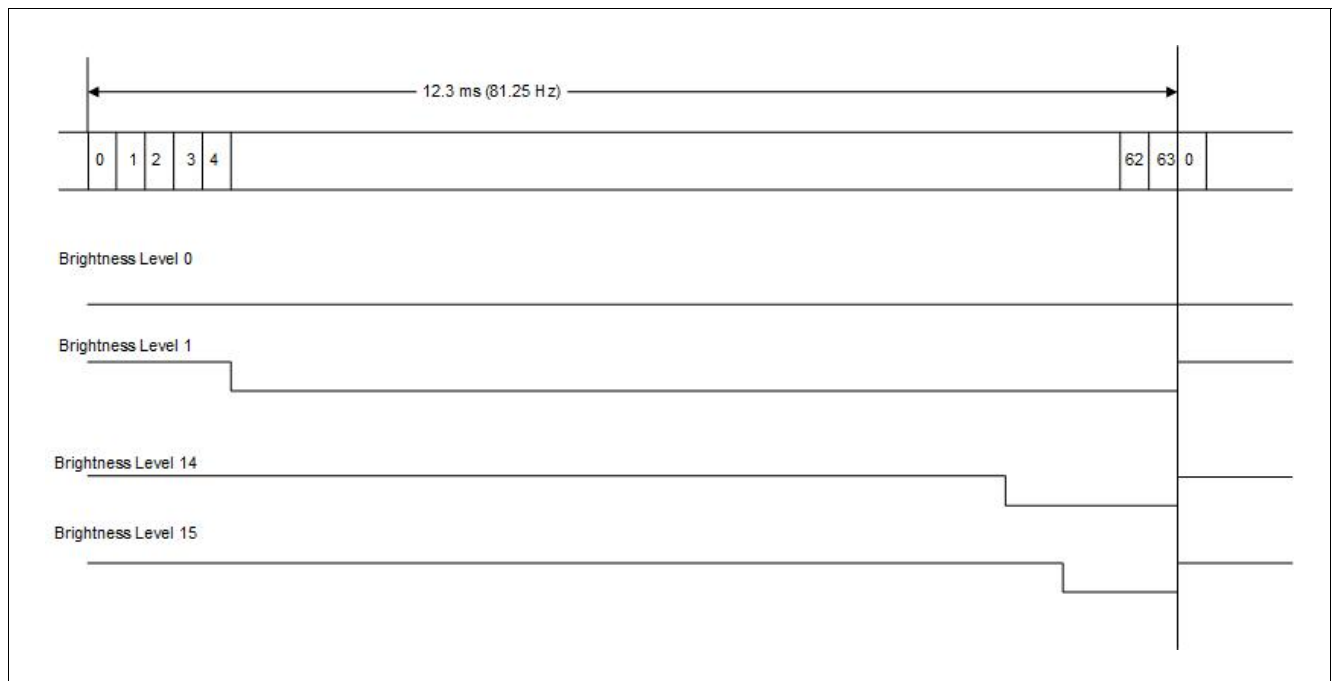 12.3 ms (81.25 Hz)
0 1 2 3 4 62 63 0
Brightness Level 0
Brightness Level 1
Brightness Level 14
Brightness Level 15